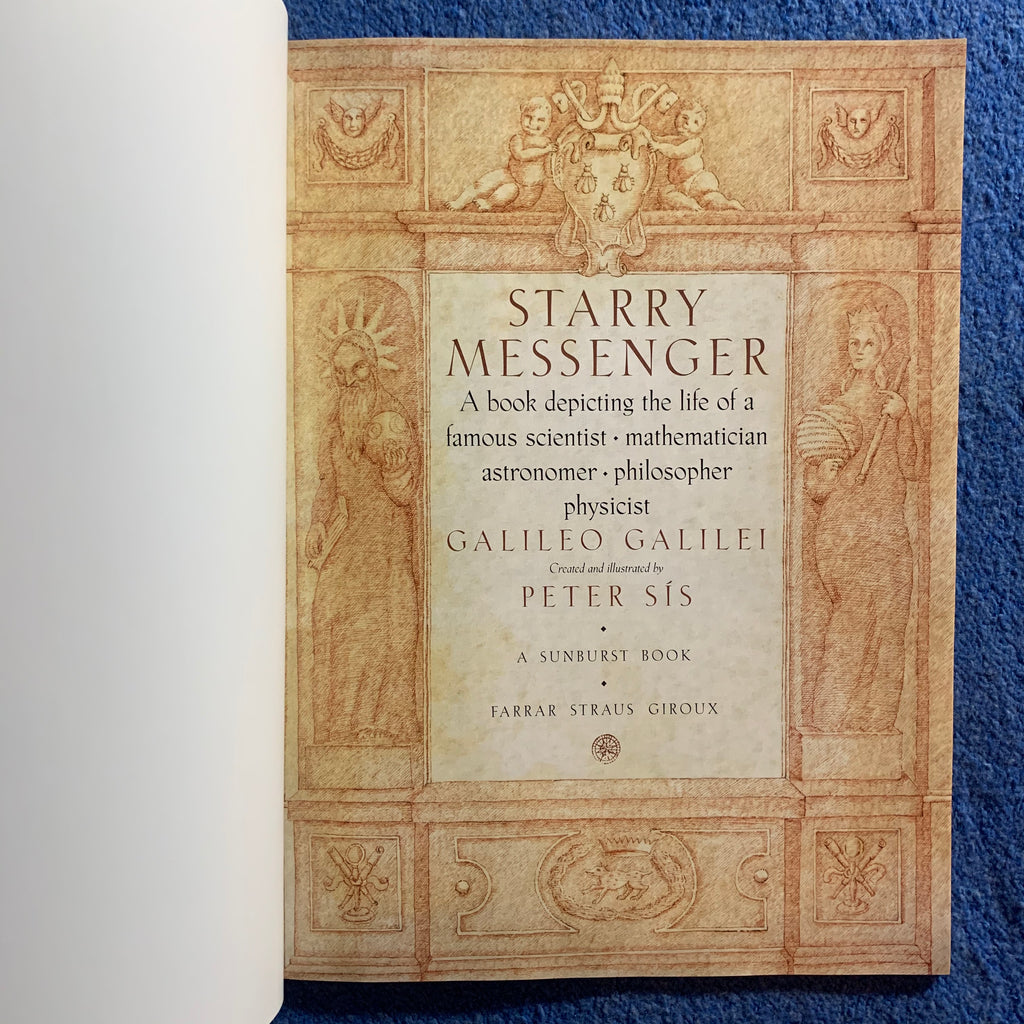 STARRY
MESSENGER
A book depicting the life of a
famous scientist • mathematician
astronomer • philosopher
physicist
GALILEO GALILEI
Created and illustrated by
PETER SÍS
A SUNBURST BOOK
FARRAR STRAUS GIROUX